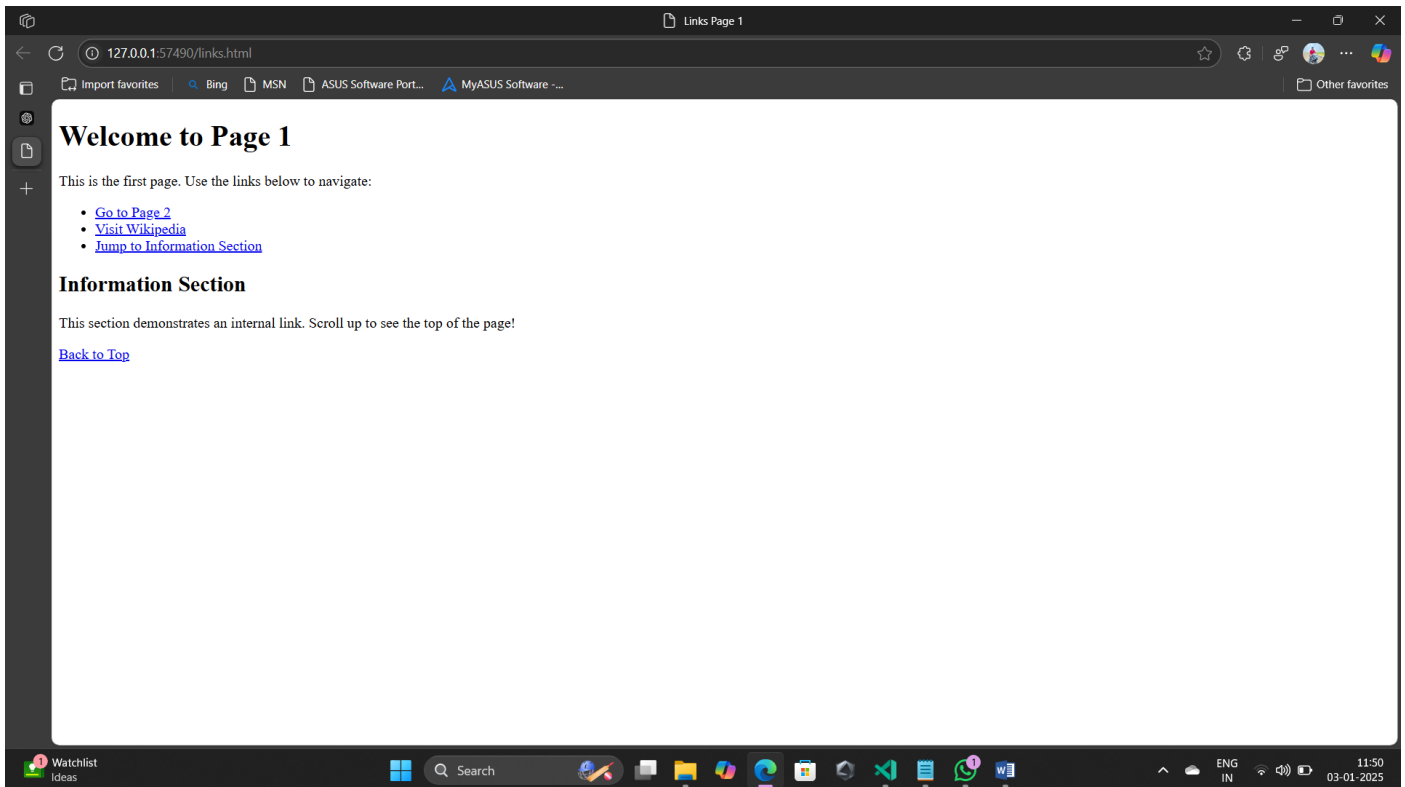 Links Page 1
127.0.0.1:57490/links.html
Import favorites Bing MSN ASUS Software Port... MyASUS Software -... Other favorites
Welcome to Page 1
This is the first page. Use the links below to navigate:
• Go to Page 2
• Visit Wikipedia
• Jump to Information Section
Information Section
This section demonstrates an internal link. Scroll up to see the top of the page!
Back to Top
1
Watchlist
Ideas
Search
1
ENG
IN
11:50
03-01-2025